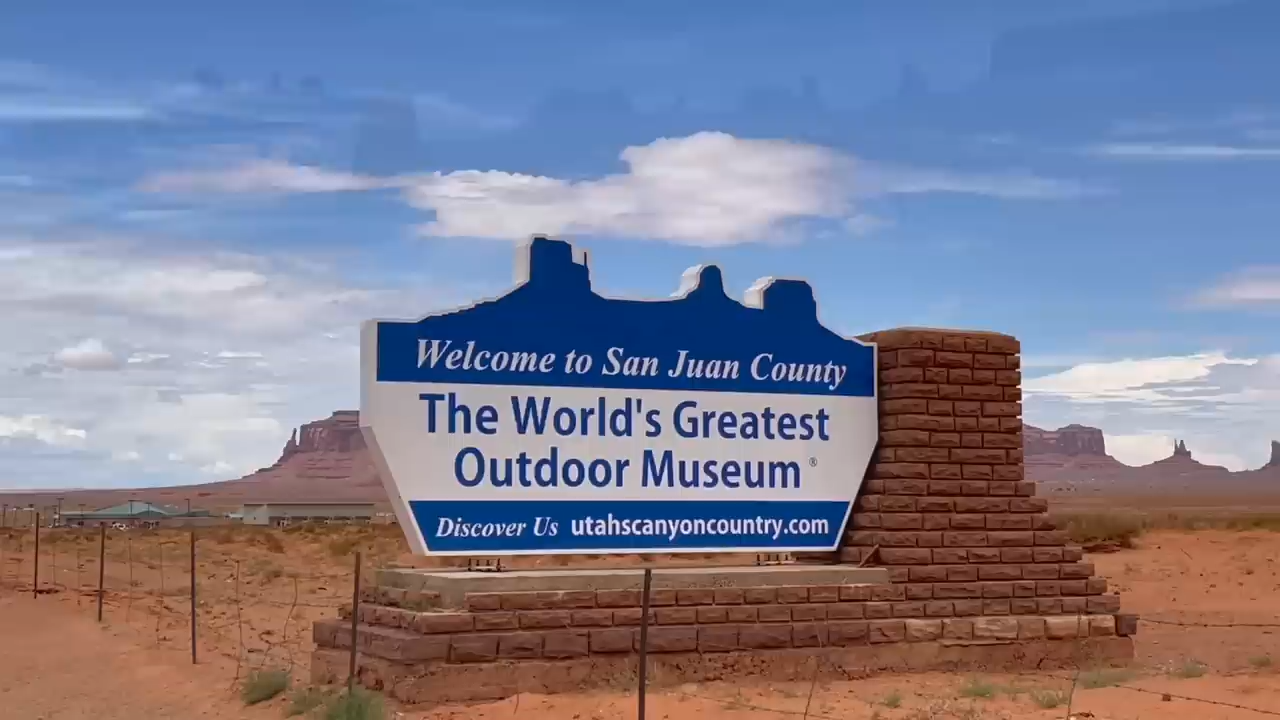 Welcome to San Juan County
The World's Greatest
Outdoor Museum ®
Discover Us utahscanyoncountry.com